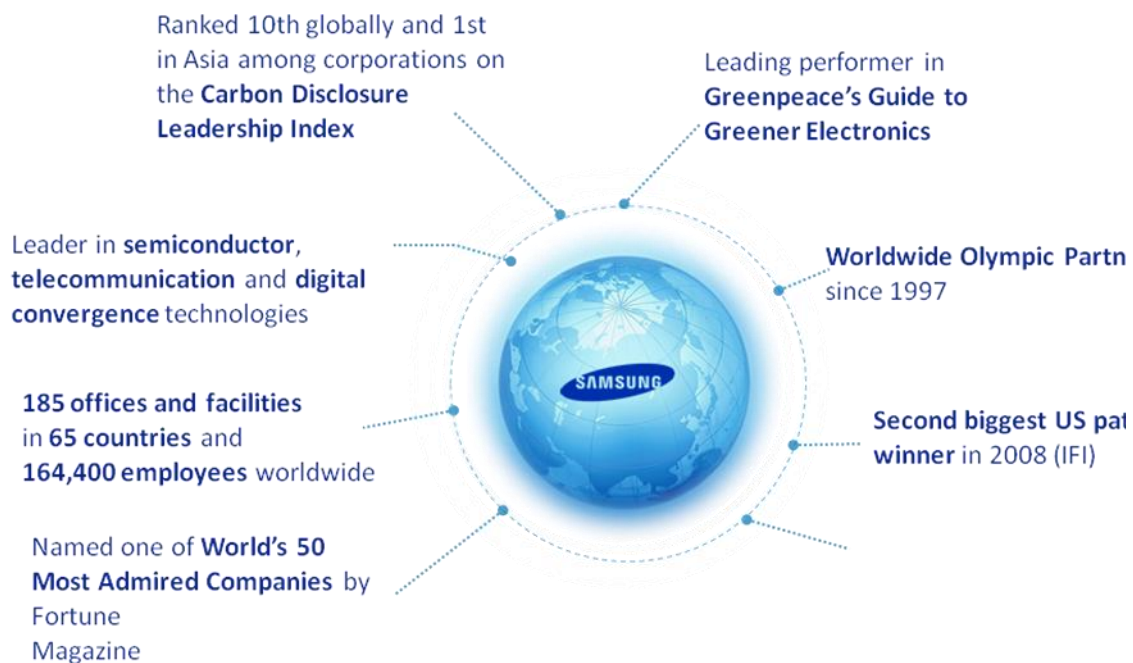 Ranked 10th globally and 1st
in Asia among corporations on
the Carbon Disclosure
Leadership Index
Leading performer in
Greenpeace's Guide to
Greener Electronics
Leader in semiconductor,
telecommunication and digital
convergence technologies
Worldwide Olympic Partn
since 1997
SAMSUNG
185 offices and facilities
in 65 countries and
164,400 employees worldwide
Second biggest US pat
winner in 2008 (IFI)
Named one of World's 50
Most Admired Companies by
Fortune
Magazine